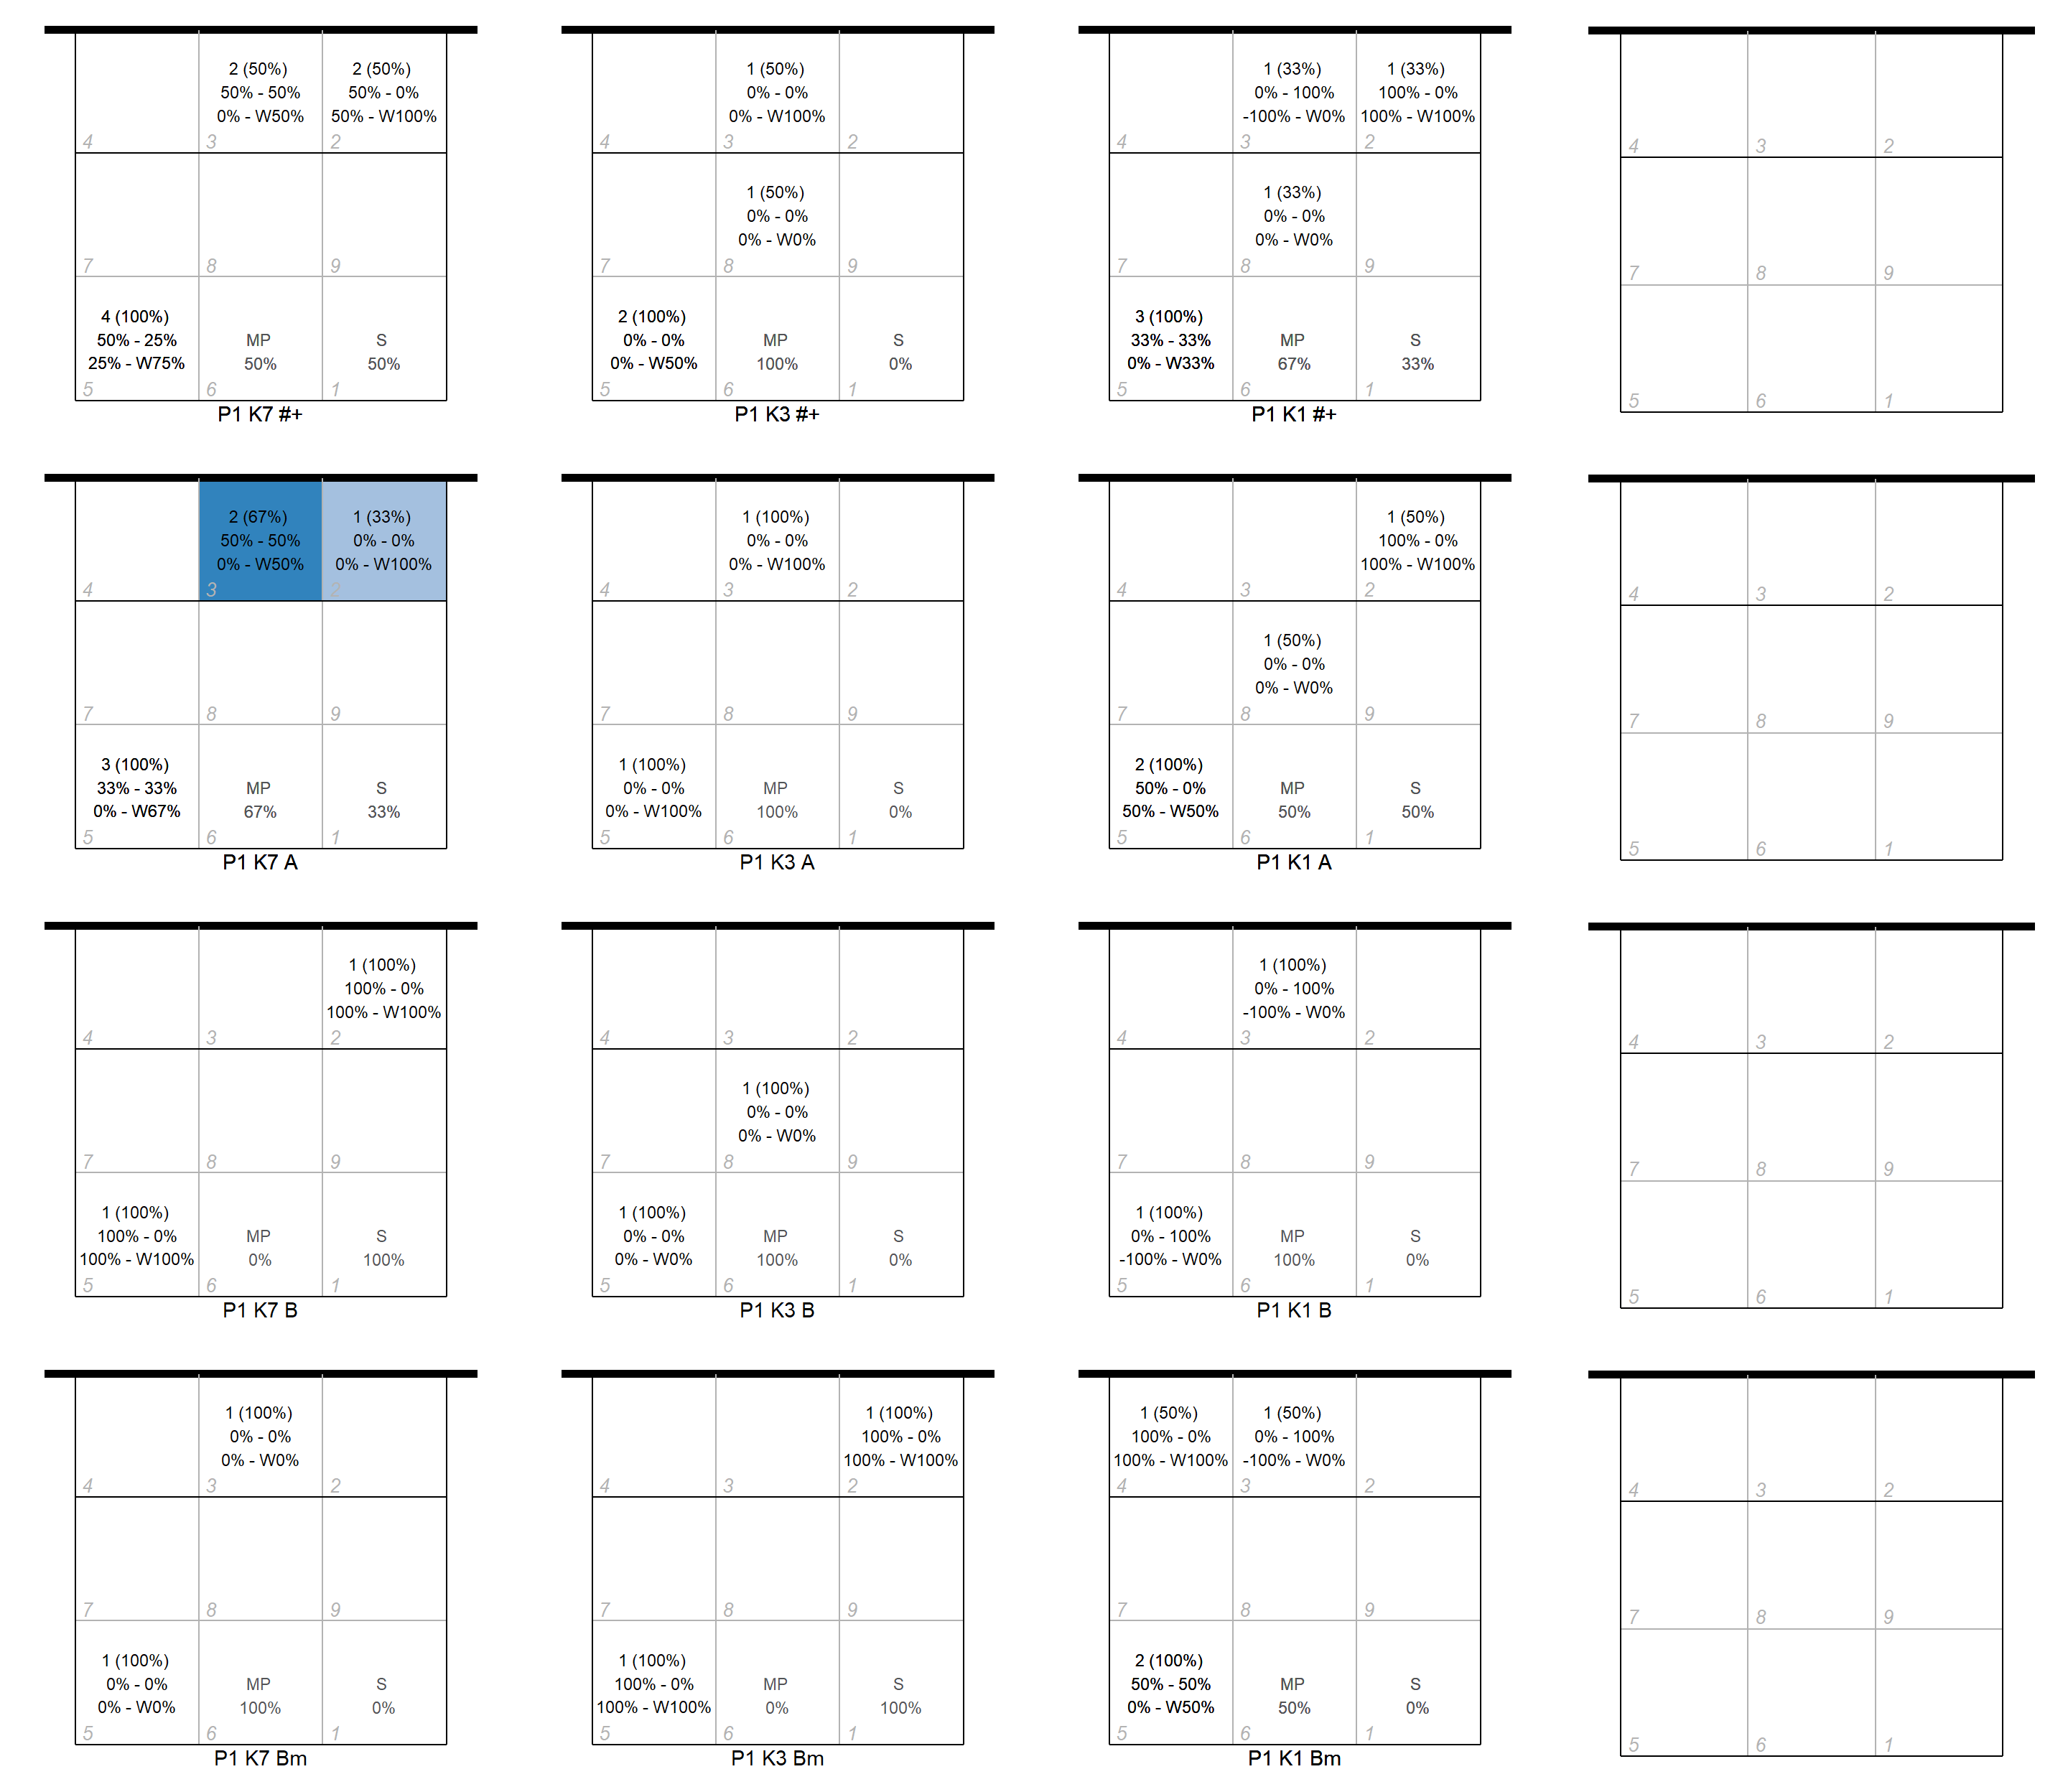 2 (50%)
50% - 50%
0% - W50%
2 (50%)
50% - 0%
50% - W100%
4
3
2
7
8
9
4 (100%)
50% - 25%
25% - W75%
MP
50%
S
50%
5
6
1
P1 K7 #+
1 (50%)
0% - 0%
0% - W100%
4
3
2
1 (50%)
0% - 0%
0% - W0%
7
8
9
2 (100%)
0% - 0%
0% - W50%
MP
100%
S
0%
5
6
1
P1 K3 #+
1 (33%)
0% - 100%
-100% - W0%
1 (33%)
100% - 0%
100% - W100%
4
3
2
1 (33%)
0% - 0%
0% - W0%
7
8
9
3 (100%)
33% - 33%
0% - W33%
MP
67%
S
33%
5
6
1
P1 K1 #+
4
3
2
7
8
9
5
6
1
2 (67%)
50% - 50%
0% - W50%
1 (33%)
0% - 0%
0% - W100%
4
3
2
7
8
9
3 (100%)
33% - 33%
0% - W67%
MP
67%
S
33%
5
6
1
P1 K7 A
1 (100%)
0% - 0%
0% - W100%
4
3
2
7
8
9
1 (100%)
0% - 0%
0% - W100%
MP
100%
S
0%
5
6
1
P1 K3 A
1 (50%)
100% - 0%
100% - W100%
4
3
2
1 (50%)
0% - 0%
0% - W0%
7
8
9
2 (100%)
50% - 0%
50% - W50%
MP
50%
S
50%
5
6
1
P1 K1 A
4
3
2
7
8
9
5
6
1
1 (100%)
100% - 0%
100% - W100%
4
3
2
7
8
9
1 (100%)
100% - 0%
100% - W100%
MP
0%
S
100%
5
6
1
P1 K7 B
4
3
2
1 (100%)
0% - 0%
0% - W0%
7
8
9
1 (100%)
0% - 0%
0% - W0%
MP
100%
S
0%
5
6
1
P1 K3 B
1 (100%)
0% - 100%
-100% - W0%
4
3
2
7
8
9
1 (100%)
0% - 100%
-100% - W0%
MP
100%
S
0%
5
6
1
P1 K1 B
4
3
2
7
8
9
5
6
1
1 (100%)
0% - 0%
0% - W0%
4
3
2
7
8
9
1 (100%)
0% - 0%
0% - W0%
MP
100%
S
0%
5
6
1
P1 K7 Bm
1 (100%)
100% - 0%
100% - W100%
4
3
2
7
8
9
1 (100%)
100% - 0%
100% - W100%
MP
0%
S
100%
5
6
1
P1 K3 Bm
1 (50%)
100% - 0%
100% - W100%
1 (50%)
0% - 100%
-100% - W0%
4
3
2
7
8
9
2 (100%)
50% - 50%
0% - W50%
MP
50%
S
0%
5
6
1
P1 K1 Bm
4
3
2
7
8
9
5
6
1